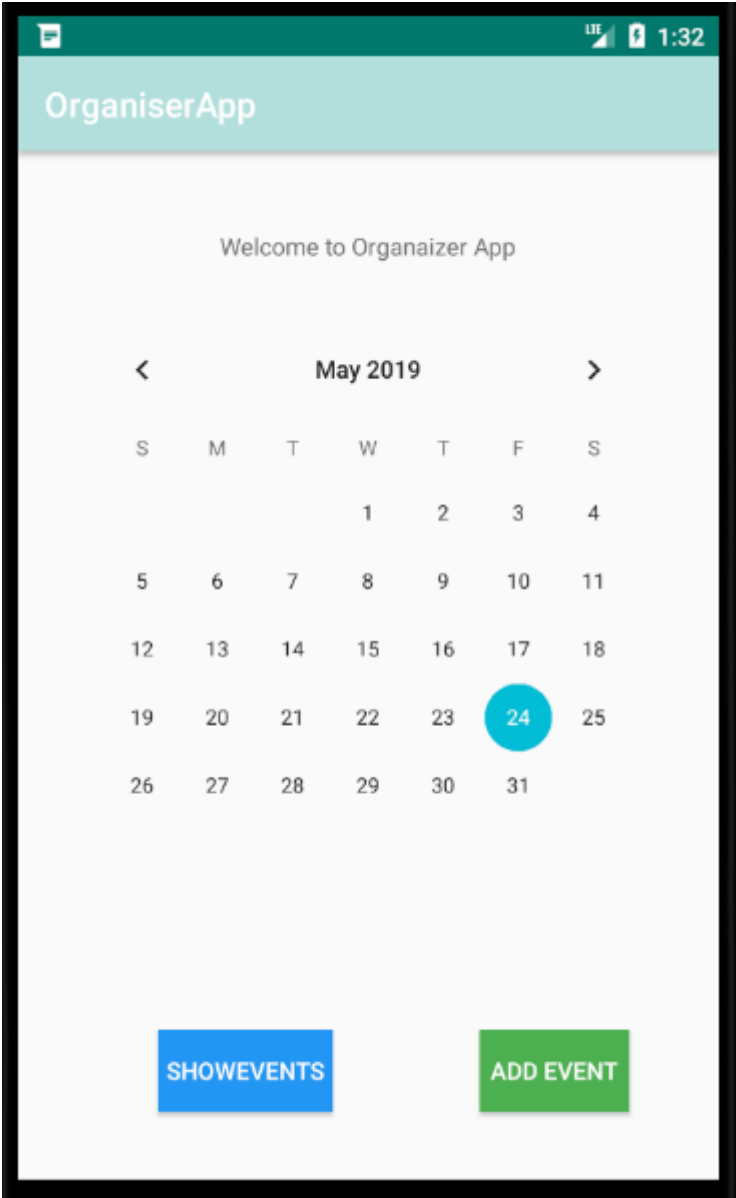 LTE 1:32
OrganiserApp
Welcome to Organaizer App
May 2019
S M T W T F S
1 2 3 4
5 6 7 8 9 10 11
12 13 14 15 16 17 18
19 20 21 22 23 24 25
26 27 28 29 30 31
SHOWEVENTS ADD EVENT